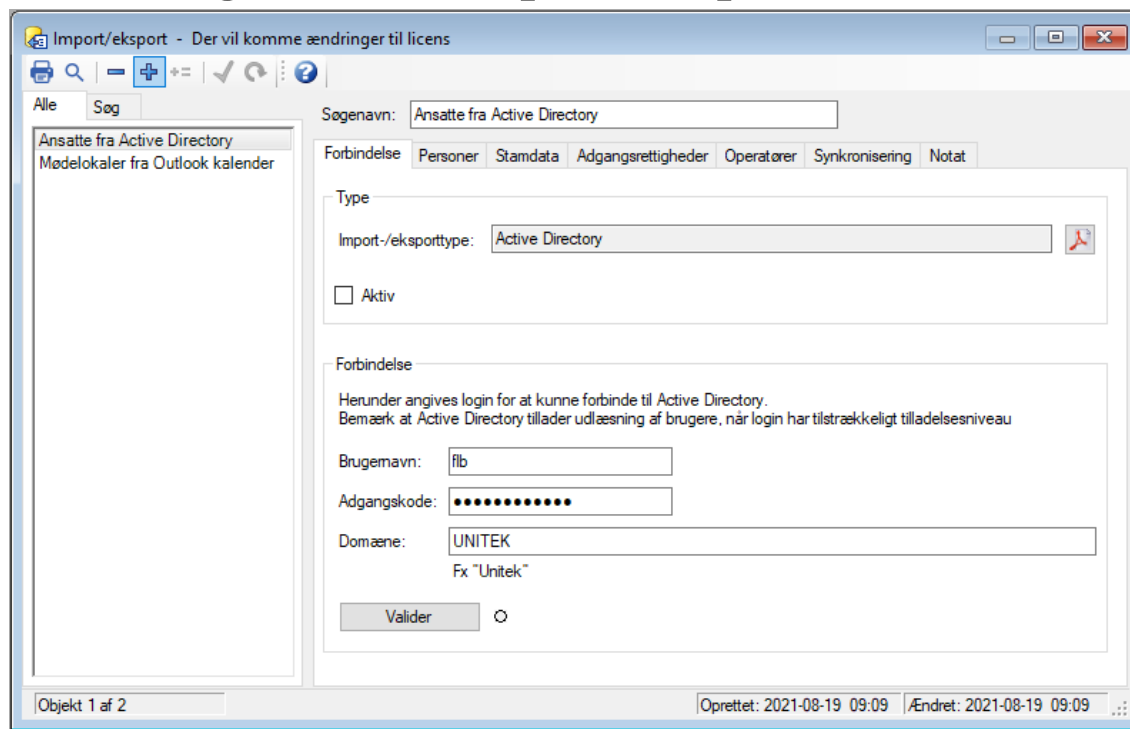 Import/eksport - Der vil komme ændringer til licens
Alle
Søg
Ansatte fra Active Directory
Mødelokaler fra Outlook kalender
Søgenavn: Ansatte fra Active Directory
Forbindelse Personer Stamdata Adgangsrettigheder Operatører Synkronisering Notat
Type
Import-/eksporttype: Active Directory
Aktiv
Forbindelse
Herunder angives login for at kunne forbinde til Active Directory.
Bemærk at Active Directory tillader udlæsning af brugere, når login har tilstrækkeligt tilladelsesniveau
Brugernavn: flb
Adgangskode: ●●●●●●●●●●●●
Domæne: UNITEK
Fx "Unitek"
Valider
Objekt 1 af 2
Oprettet: 2021-08-19 09:09
Ændret: 2021-08-19 09:09